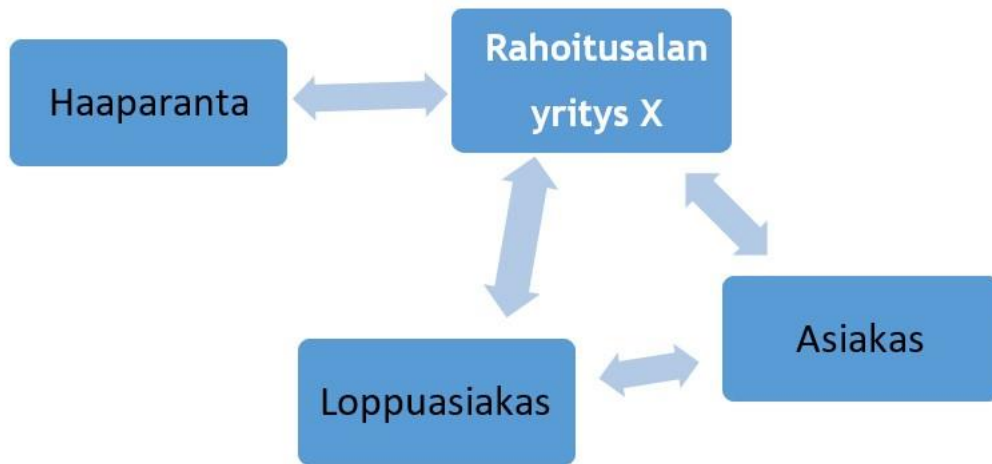 Haaparanta
Rahoitusalan
yritys X
Asiakas
Loppuasiakas